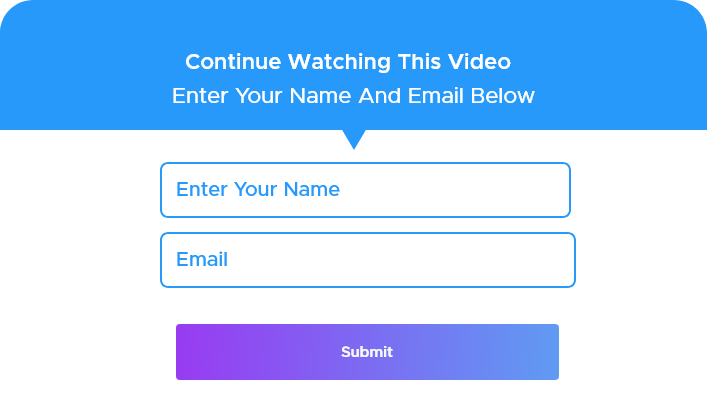 Continue Watching This Video
Enter Your Name And Email Below
Enter Your Name
Email
Submit